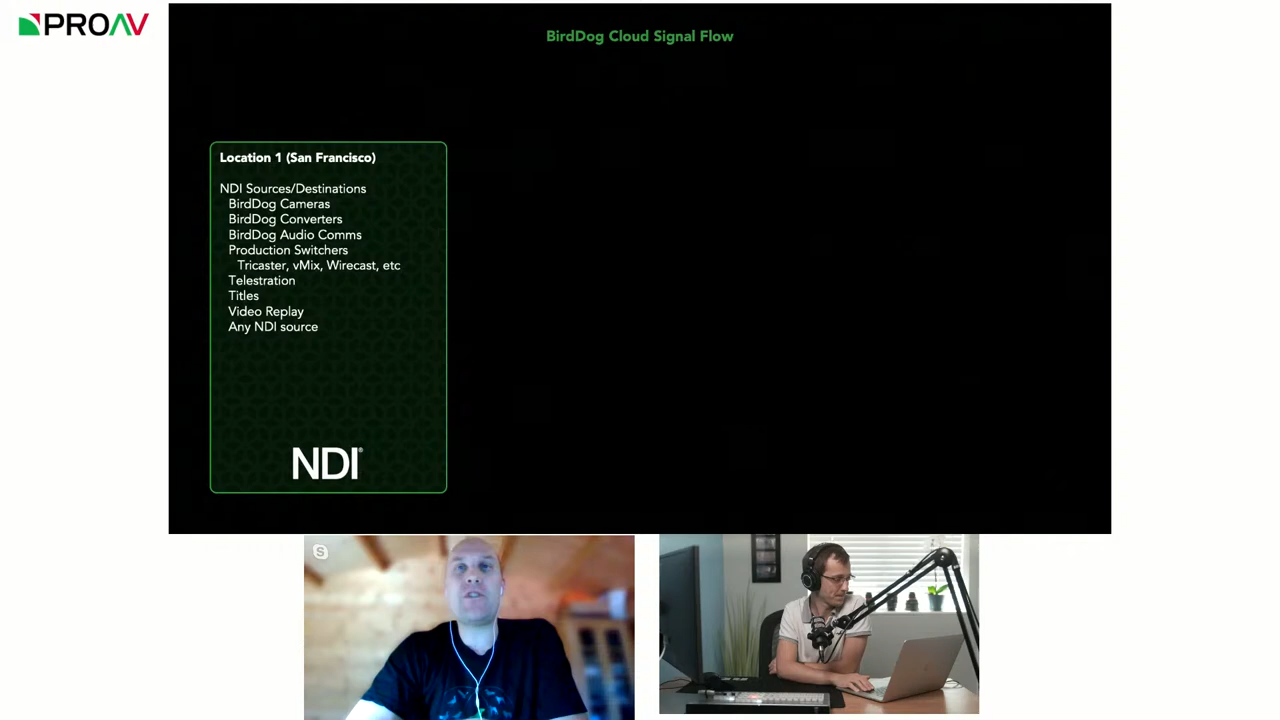 PROAV
BirdDog Cloud Signal Flow
Location 1 (San Francisco)
NDI Sources/Destinations
BirdDog Cameras
BirdDog Converters
BirdDog Audio Comms
Production Switchers
Tricaster, vMix, Wirecast, etc
Telestration
Titles
Video Replay
Any NDI source
NDI®
S